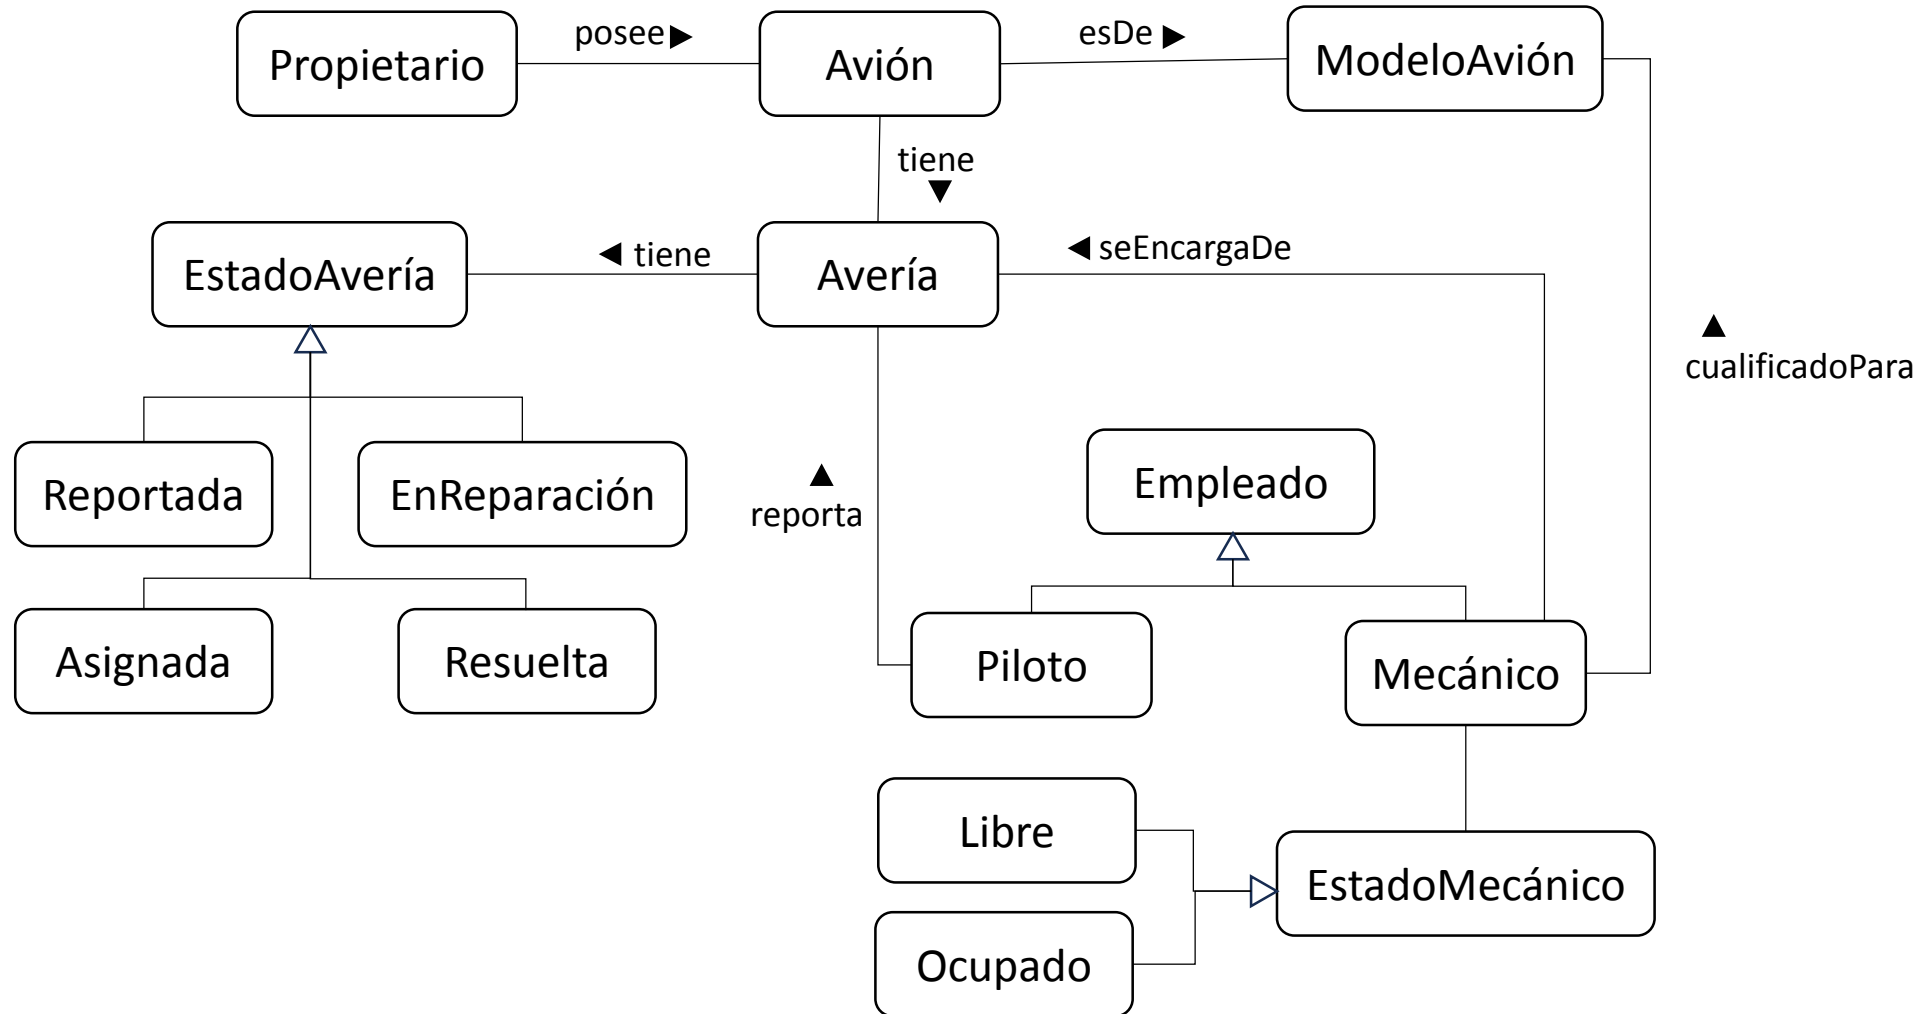 Propietario
posee ▶
Avión
esDe ▶
ModeloAvión
tiene
▼
EstadoAvería
◀ tiene
Avería
◀ seEncargaDe
▲
cualificadoPara
Reportada
EnReparación
▲
reporta
Empleado
Asignada
Resuelta
Piloto
Mecánico
Libre
EstadoMecánico
Ocupado